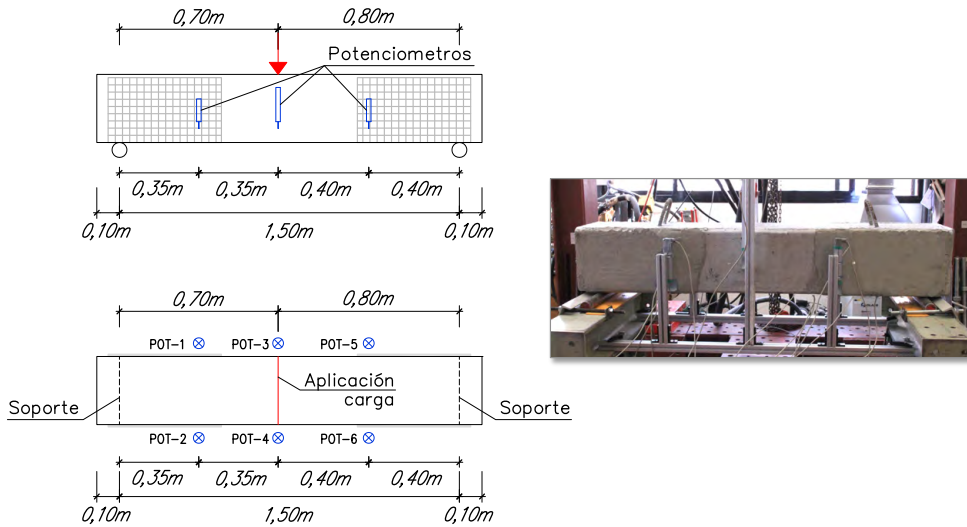 0,70m 0,80m
Potenciometros
0,35m 0,35m 0,40m 0,40m
0,10m 1,50m 0,10m
0,70m 0,80m
POT-1 POT-3 POT-5
Aplicación
carga
Soporte Soporte
POT-2 POT-4 POT-6
0,35m 0,35m 0,40m 0,40m
0,10m 1,50m 0,10m